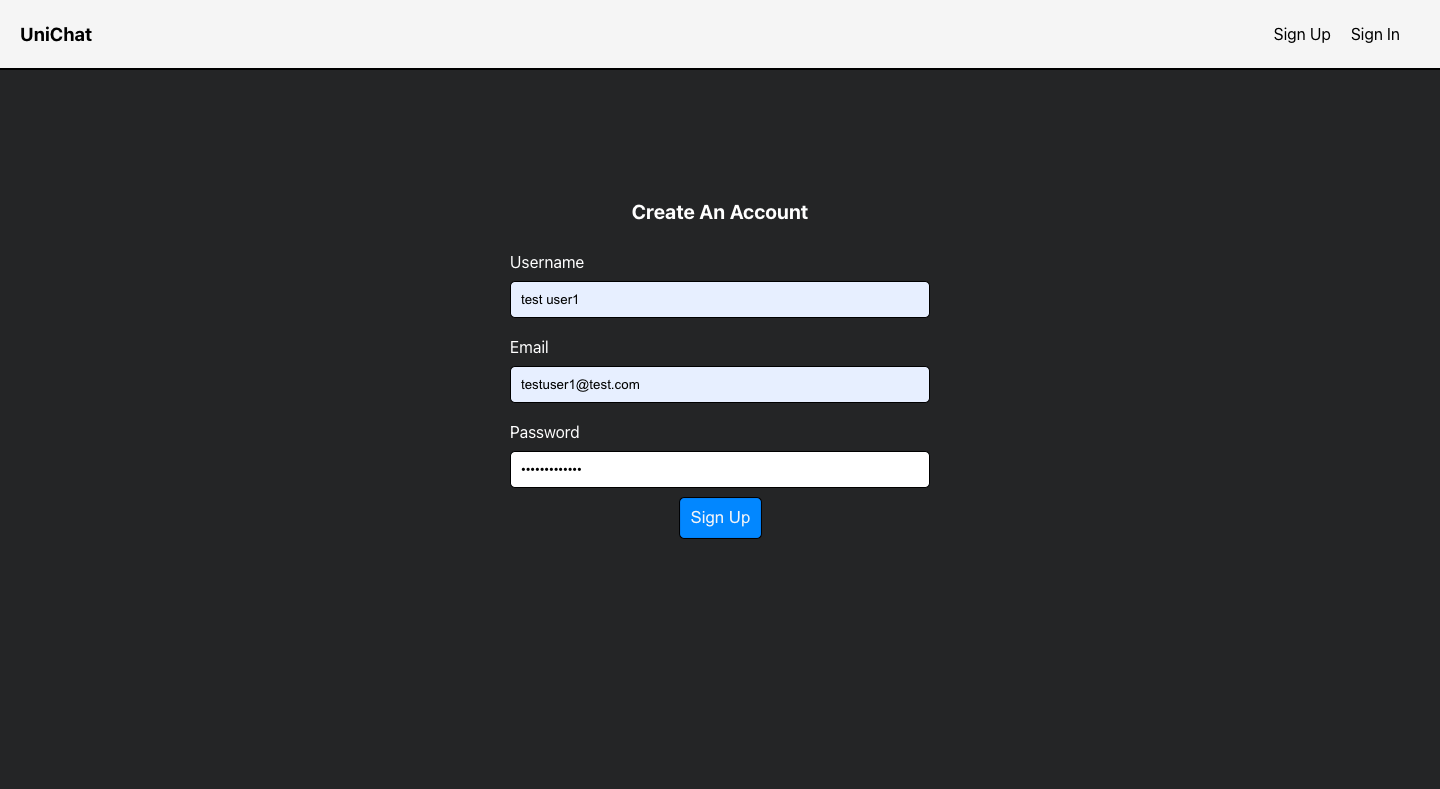 UniChat
Sign Up Sign In
Create An Account
Username
test user1
Email
testuser1@test.com
Password
•••••••••••••
Sign Up